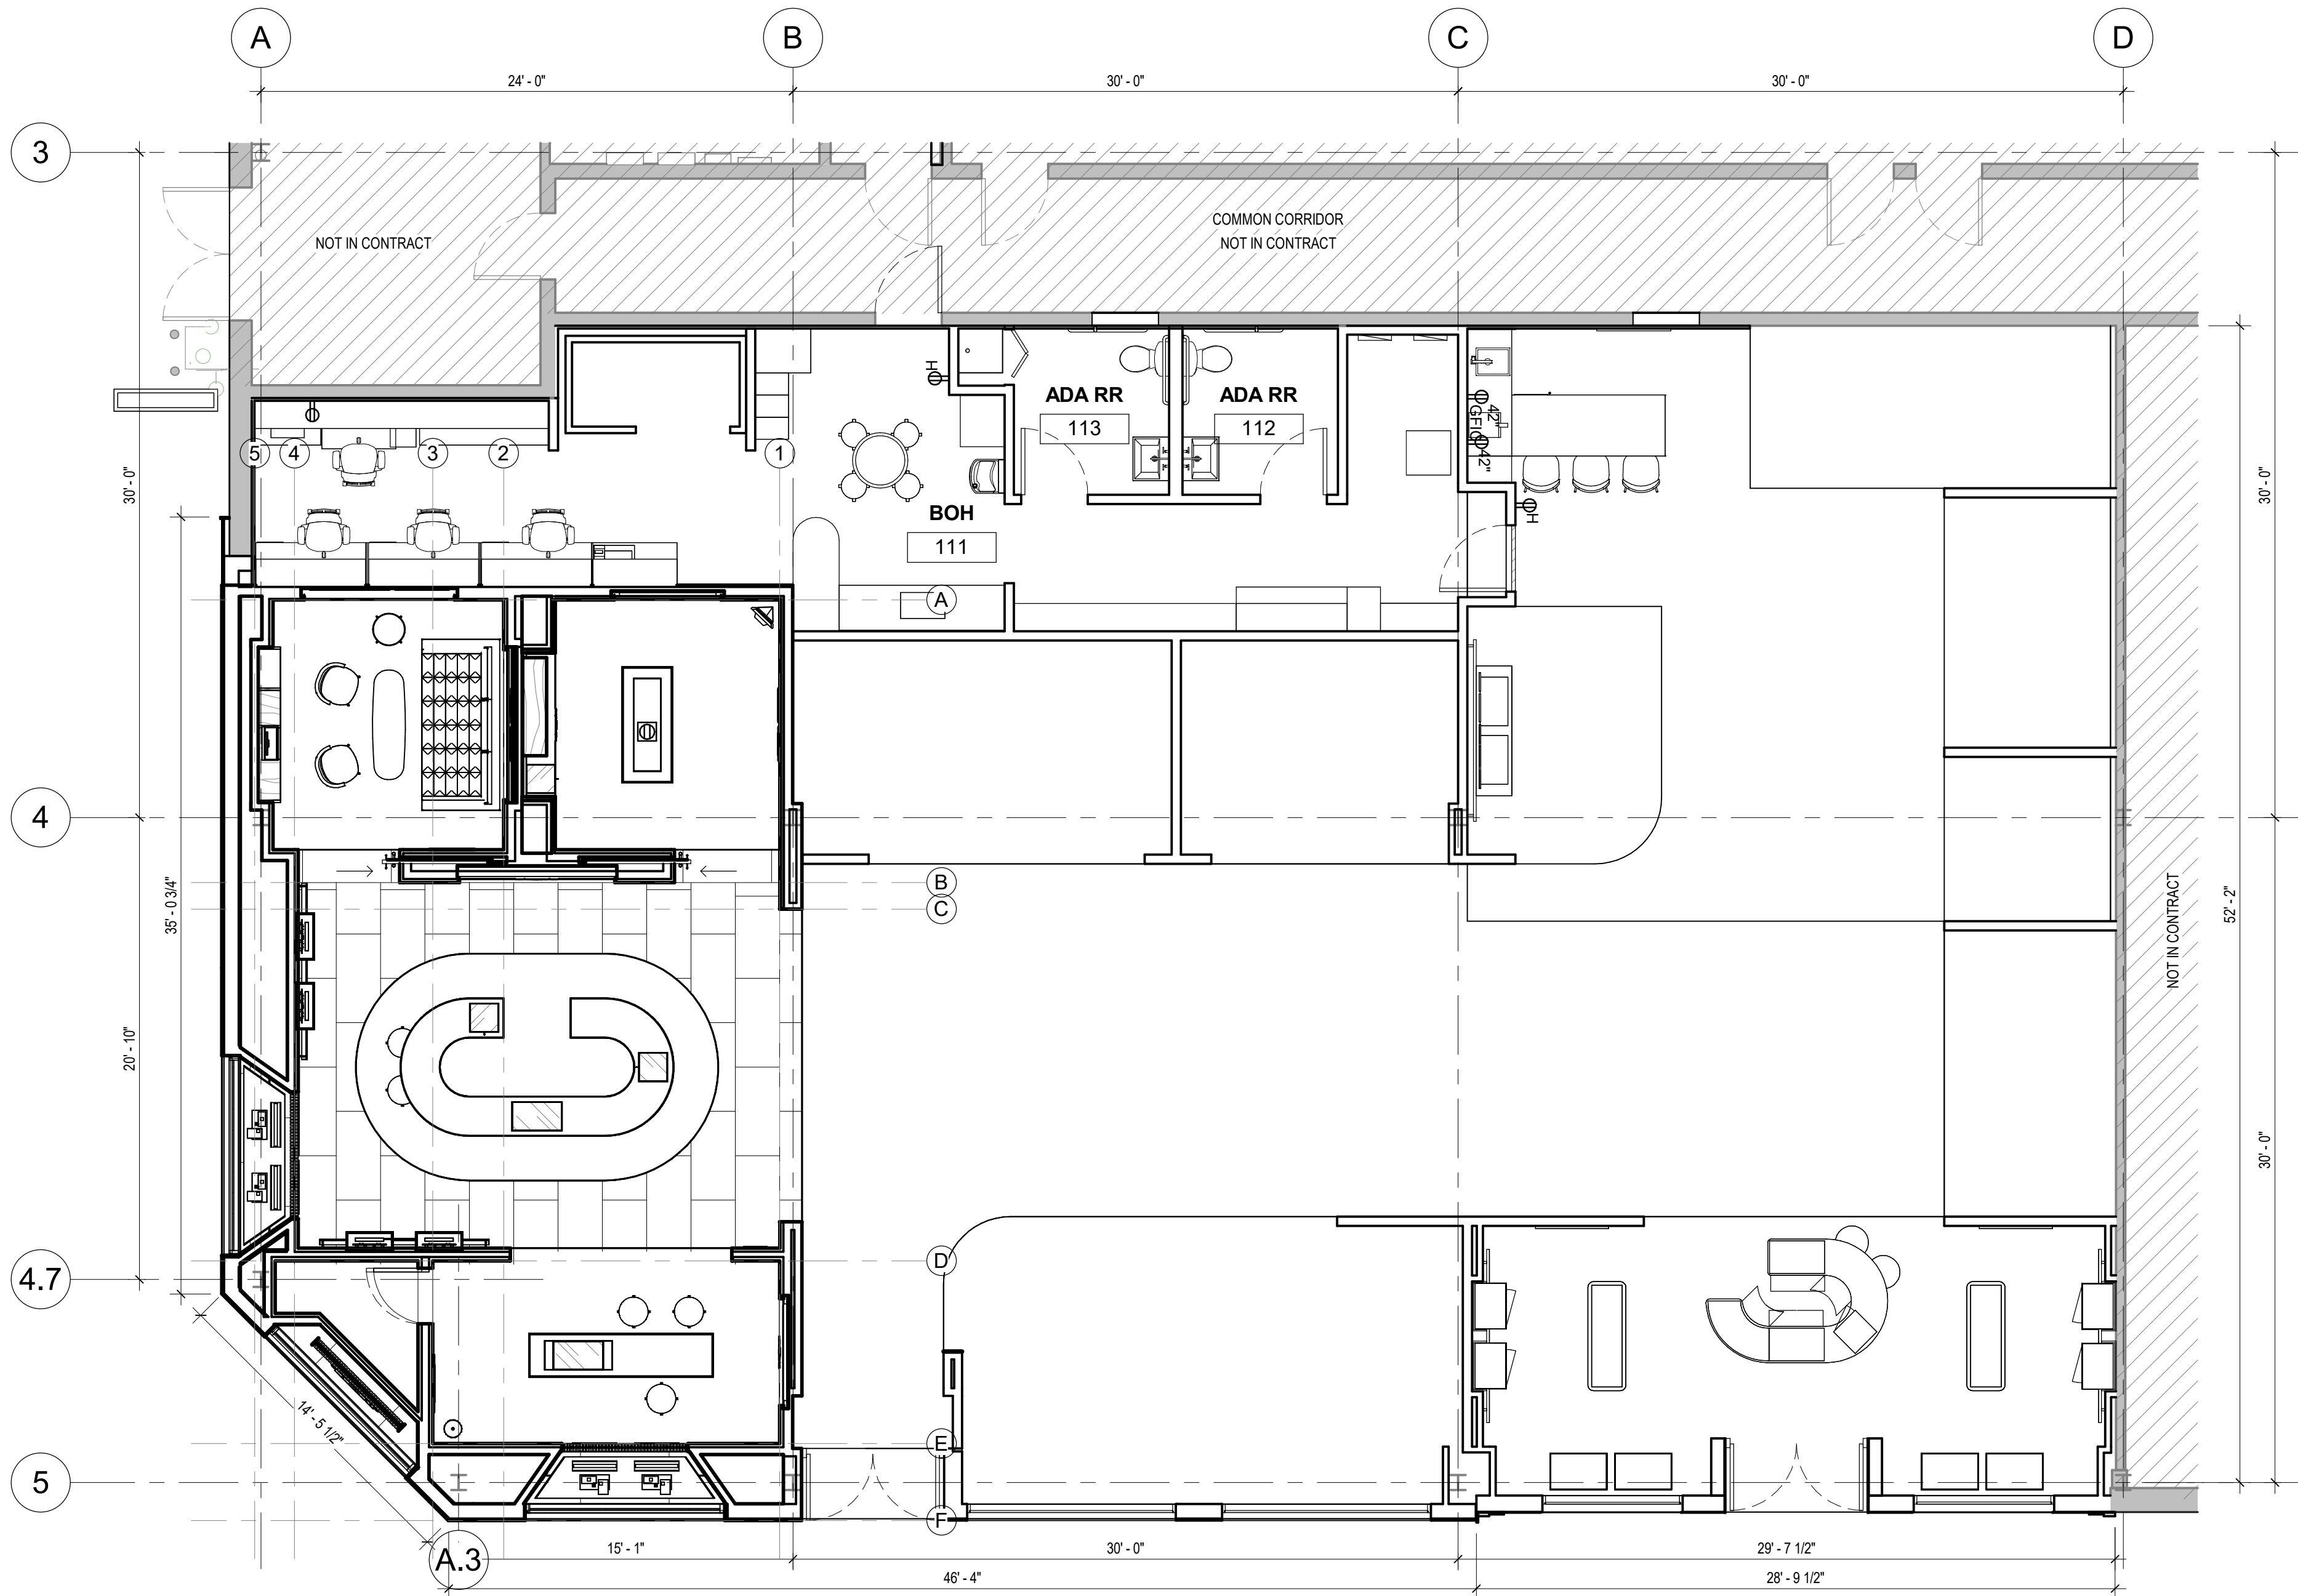 A
B
C
D
24' - 0"
30' - 0"
30' - 0"
3
NOT IN CONTRACT
COMMON CORRIDOR
NOT IN CONTRACT
H
ADA RR
113
ADA RR
112
42"
GFIC
42"
H
5
4
3
2
1
30' - 0"
30' - 0"
BOH
111
A
4
B
C
35' - 0 3/4"
20' - 10"
NOT IN CONTRACT
52' - 2"
30' - 0"
D
4.7
14' - 5 1/2"
E
5
F
A.3
15' - 1"
30' - 0"
29' - 7 1/2"
46' - 4"
28' - 9 1/2"